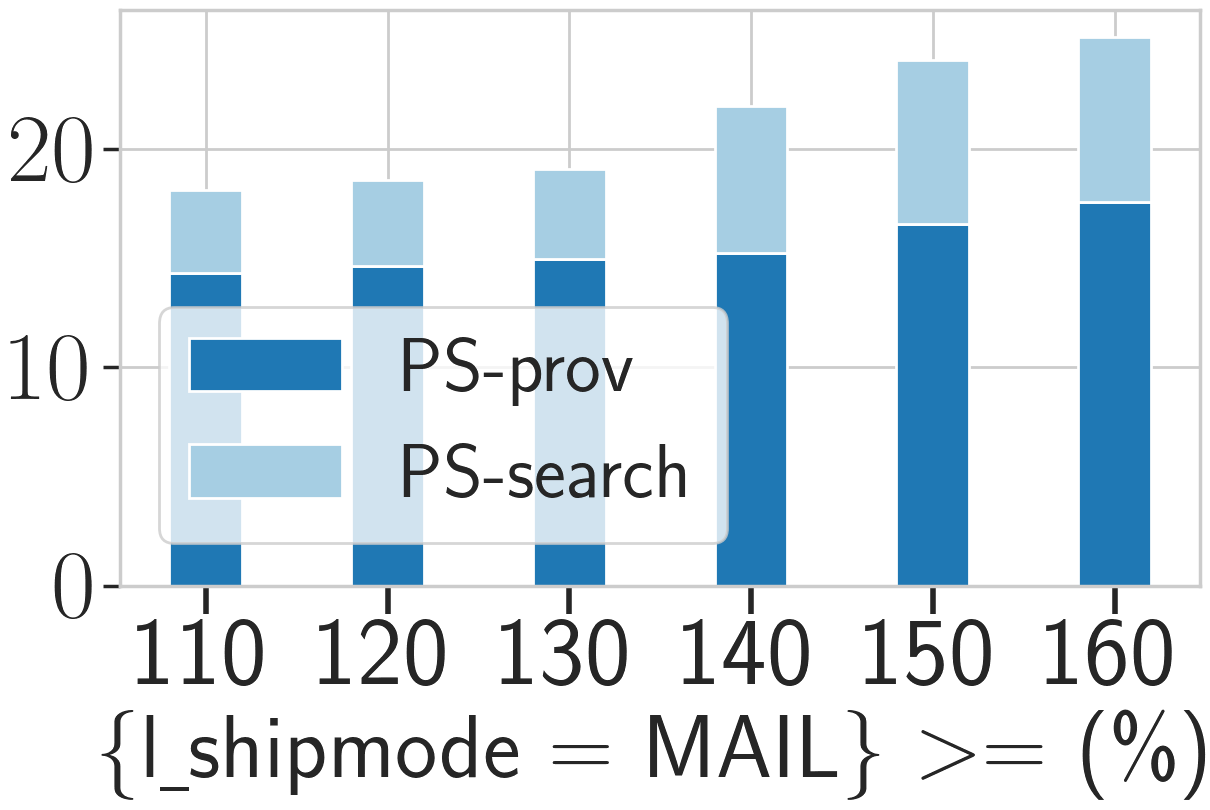 20
10
0
PS-prov
PS-search
110 120 130 140 150 160
{l_shipmode = MAIL} >= (%)